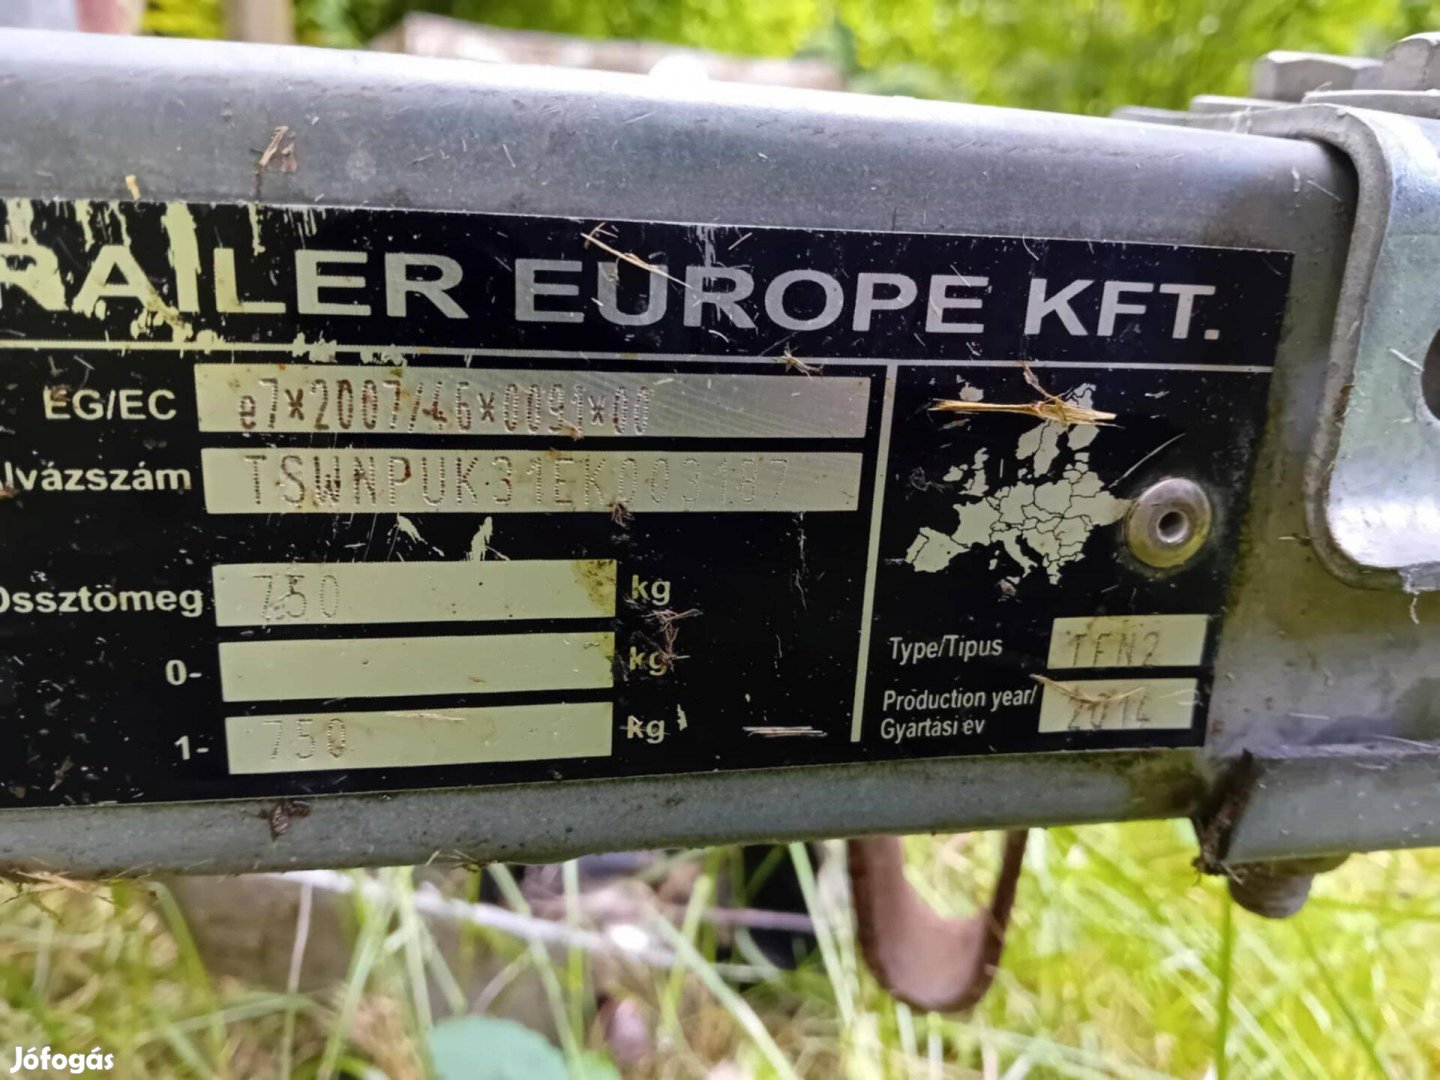 RAILER EUROPE KFT.
EG/EC e7*2007/46*0091*00
lvázszám TSWNPUK31EK003187
Össztömeg 750 kg
0- kg
1- 750 kg
Type/Típus TFN2
Production year/
Gyártási év 2014
Jófogás